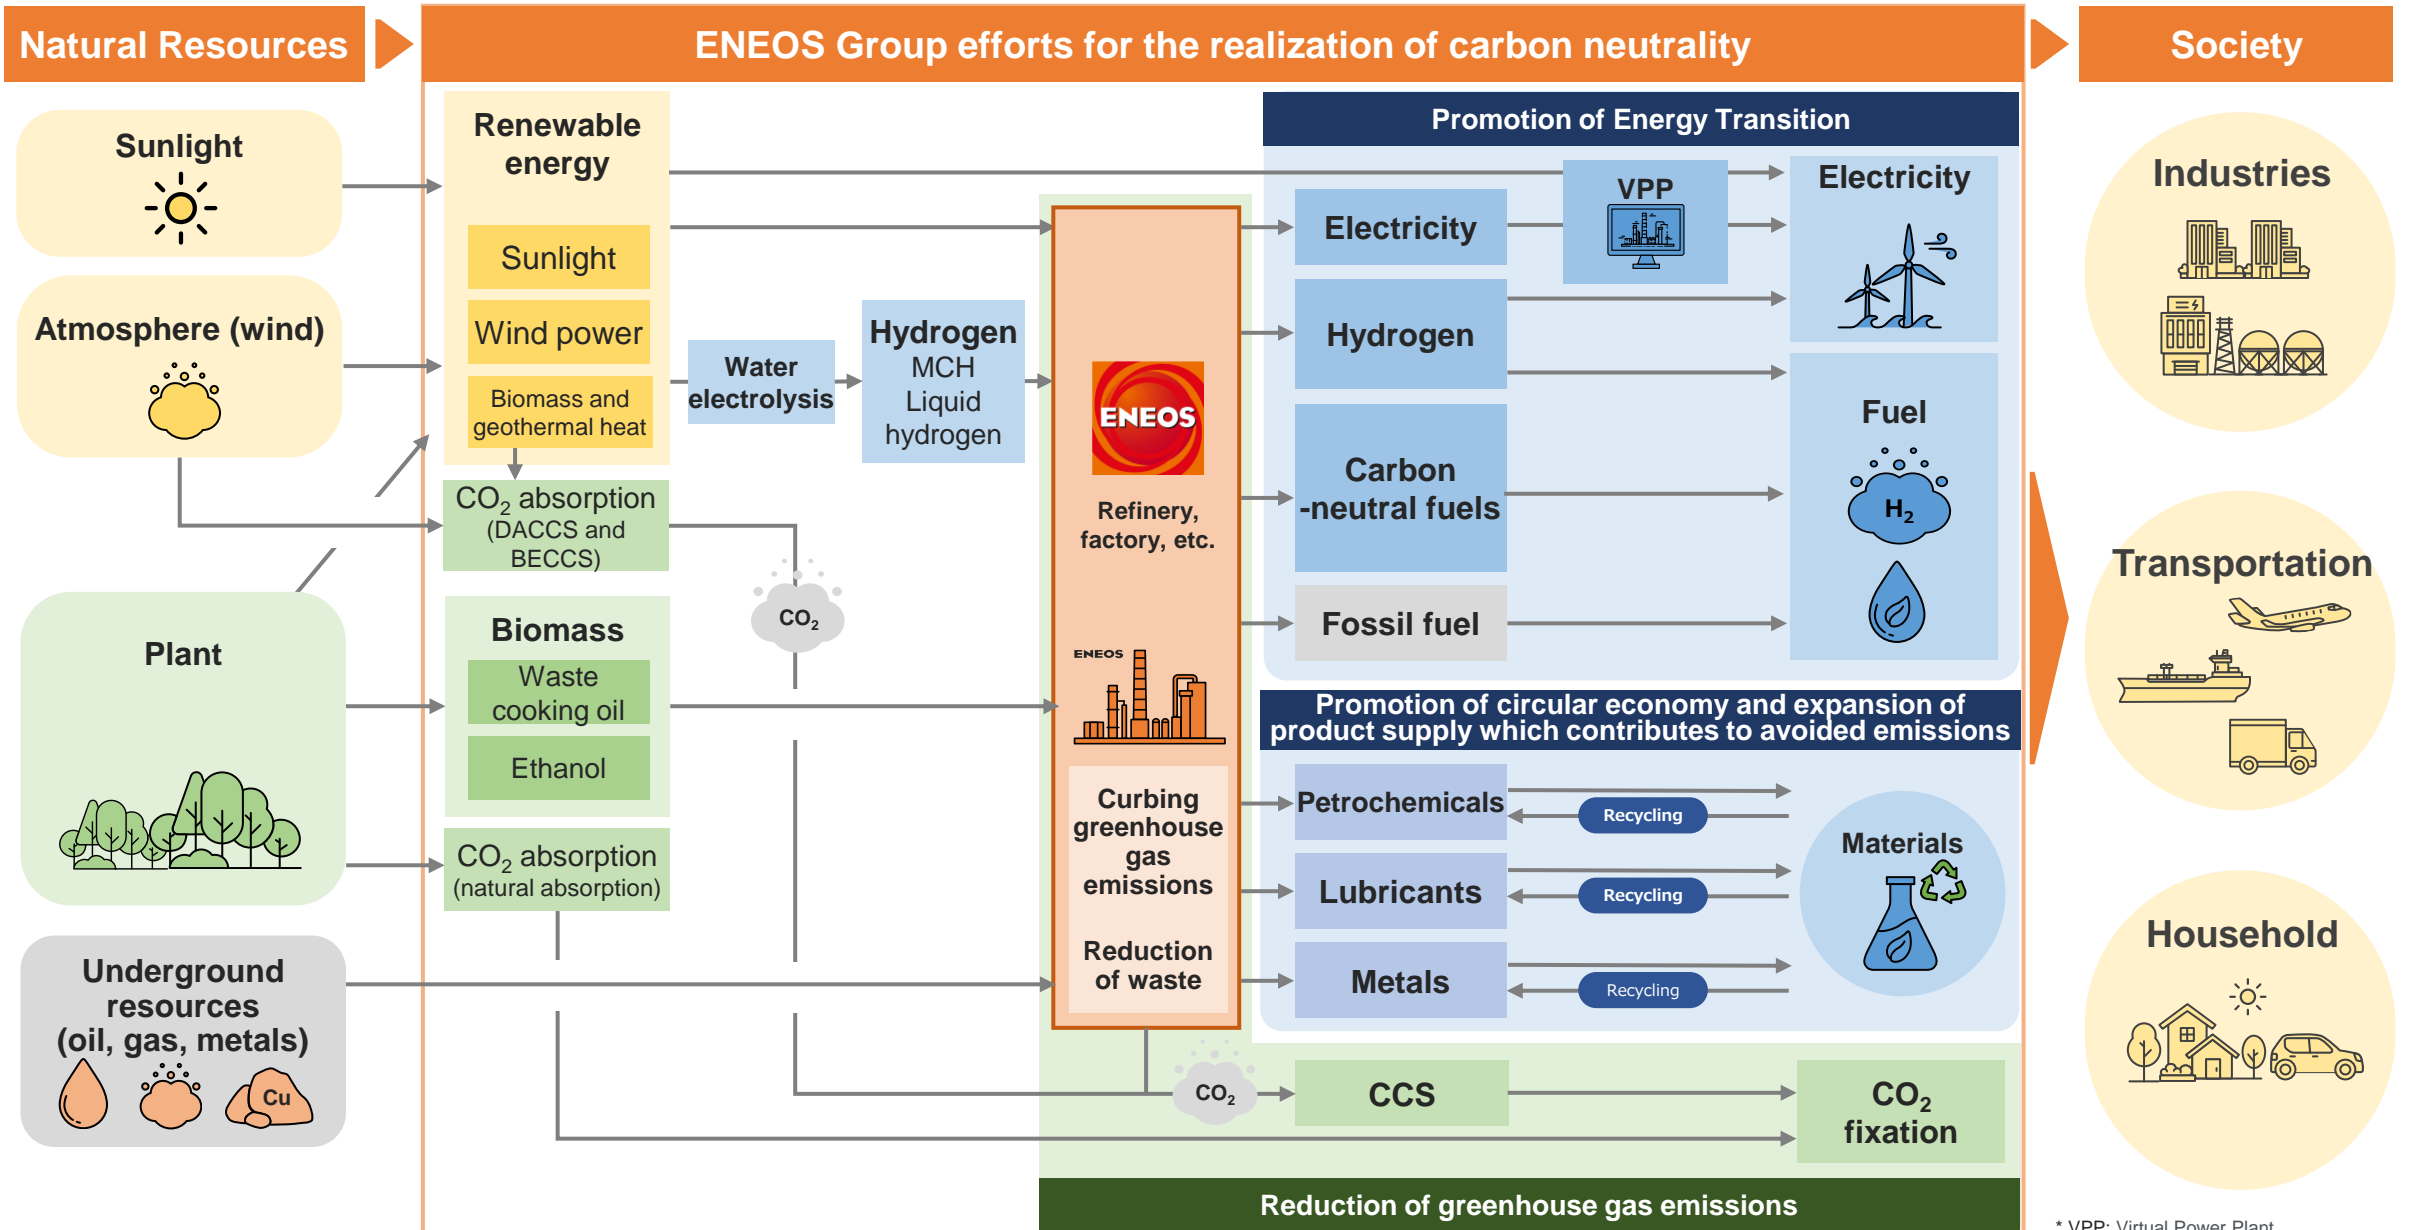 Natural Resources
ENEOS Group efforts for the realization of carbon neutrality
Society
Sunlight
Atmosphere (wind)
Plant
Underground
resources
(oil, gas, metals)
Cu
Renewable
energy
Sunlight
Wind power
Biomass and
geothermal heat
CO₂ absorption
(DACCS and
BECCS)
Biomass
Waste
cooking oil
Ethanol
CO₂ absorption
(natural absorption)
Water
electrolysis
Hydrogen
MCH
Liquid
hydrogen
CO₂
ENEOS
Refinery,
factory, etc.
ENEOS
Curbing
greenhouse
gas
emissions
Reduction
of waste
CO₂
Promotion of Energy Transition
Electricity
VPP
Electricity
Hydrogen
Carbon
-neutral fuels
Fossil fuel
Fuel
H₂
Promotion of circular economy and expansion of
product supply which contributes to avoided emissions
Petrochemicals
Recycling
Lubricants
Recycling
Metals
Recycling
Materials
CCS
CO₂
fixation
Reduction of greenhouse gas emissions
Industries
Transportation
Household
* VPP: Virtual Power Plant